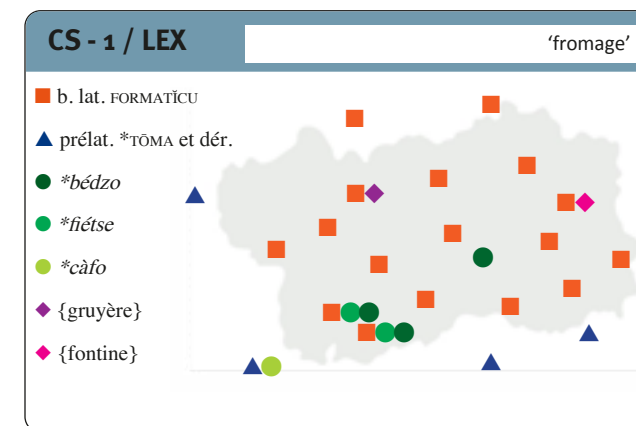 CS - 1 / LEX
‘fromage’
b. lat. FORMATĬCU
prélat. *TŌMA et dér.
*bédzo
*fiétse
*càfo
{gruyère}
{fontine}